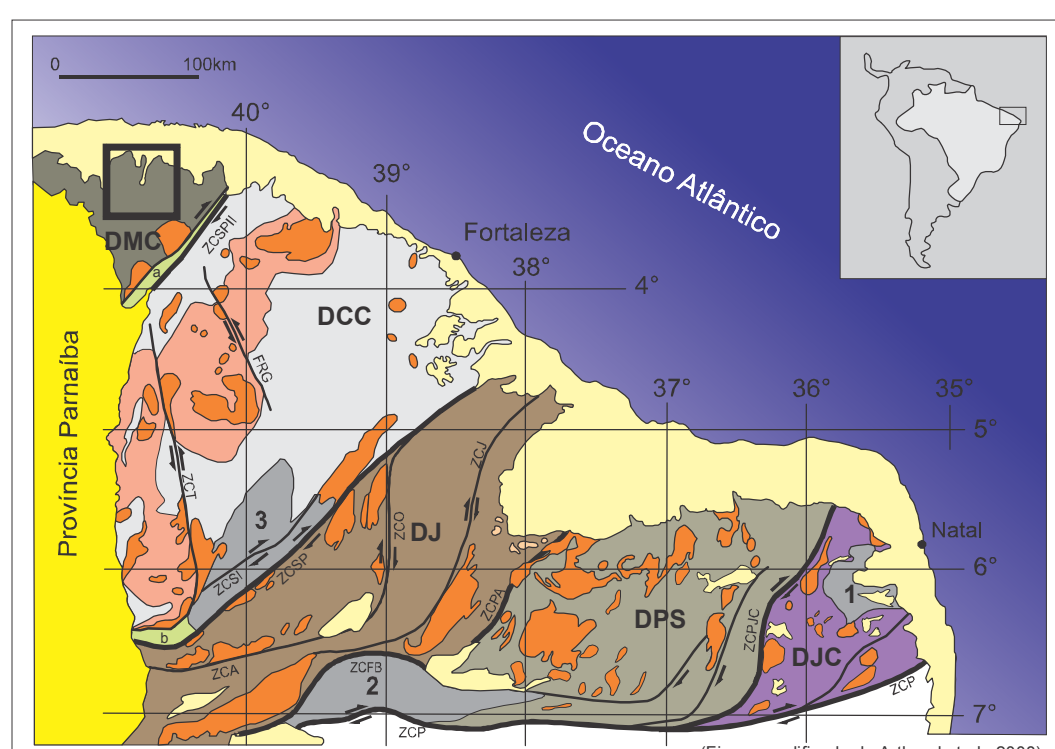 0 100km
40°
39°
Oceano Atlântico
Fortaleza
38°
4°
DMC
ZCSPII
a
DCC
FRG
Província Parnaíba
37°
36°
35°
5°
ZCT
ZCJ
3
ZCO
DJ
Natal
ZCSI
ZCSP
6°
ZCPA
1
DPS
ZCPJC
b
DJC
ZCA
ZCFB
2
ZCP
ZCP
7°